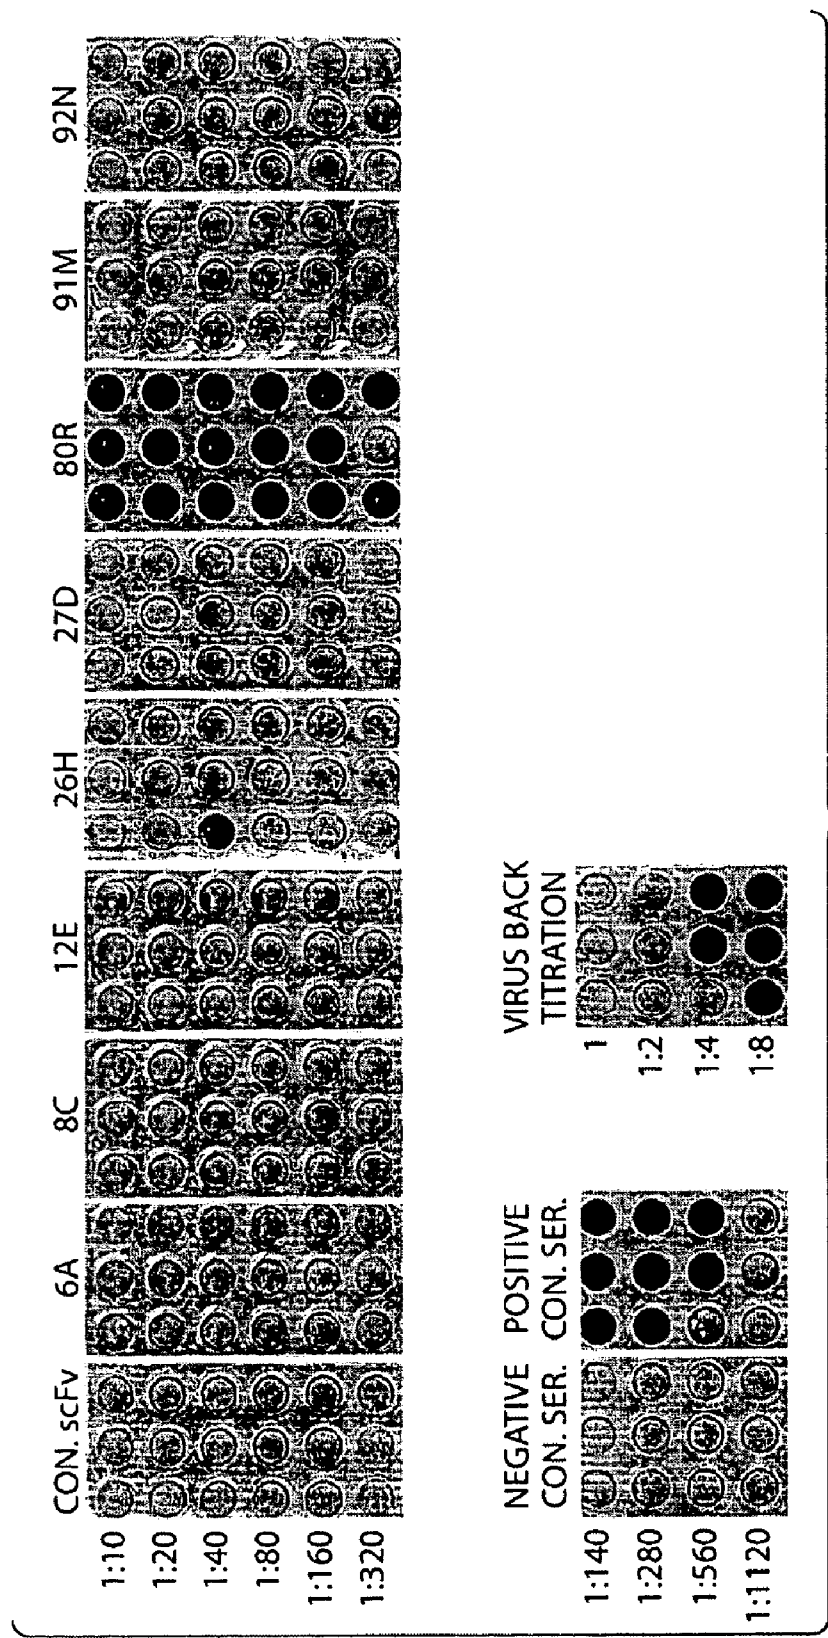 CON. scFv
6A
8C
12E
26H
27D
80R
91M
92N
1:10
1:20
1:40
1:80
1:160
1:320
NEGATIVE
CON. SER.
POSITIVE
CON. SER.
VIRUS BACK
TITRATION
1:140
1:280
1:560
1:1120
1
1:2
1:4
1:8